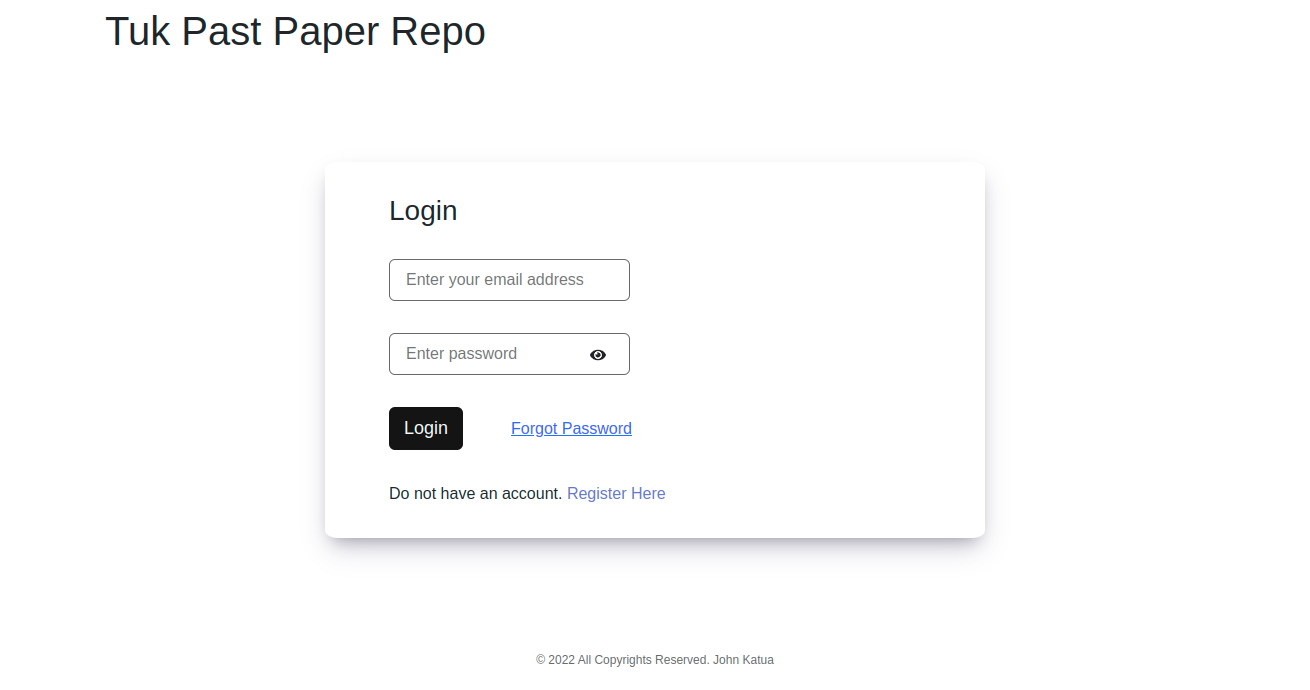 Tuk Past Paper Repo
Login
Enter your email address
Enter password
Login Forgot Password
Do not have an account. Register Here
© 2022 All Copyrights Reserved. John Katua